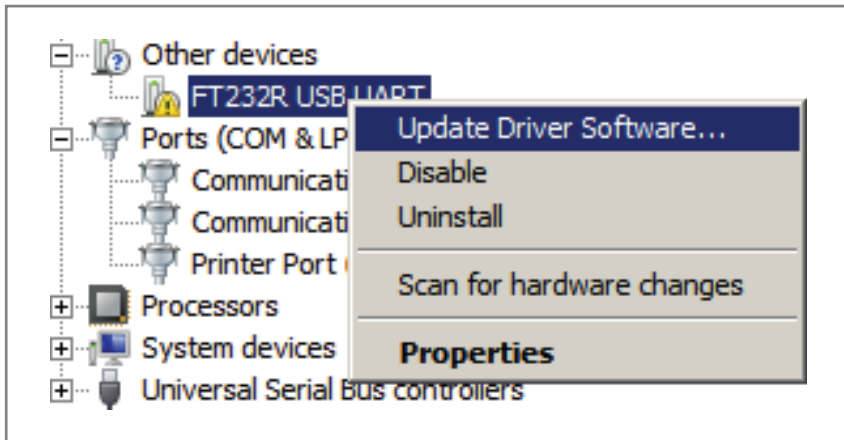 Other devices
FT232R USB UART
Ports (COM & LP
Communicati
Communicati
Printer Port
Processors
System devices
Universal Serial Bus controllers
Update Driver Software...
Disable
Uninstall
Scan for hardware changes
Properties